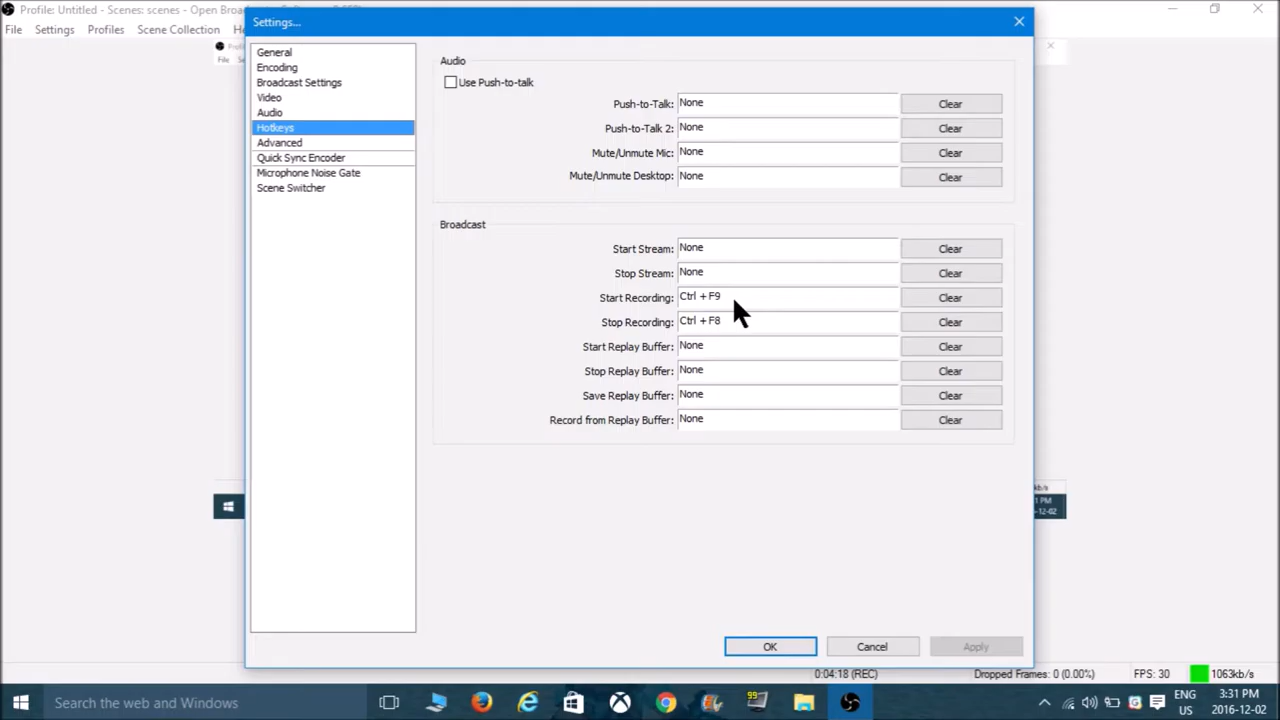 Profile: Untitled - Scenes: scenes - Open
Settings...
File Settings Profiles Scene Collection
General
Encoding
Broadcast Settings
Video
Audio
Hotkeys
Advanced
Quick Sync Encoder
Microphone Noise Gate
Scene Switcher
Audio
Use Push-to-talk
Push-to-Talk: None Clear
Push-to-Talk 2: None Clear
Mute/Unmute Mic: None Clear
Mute/Unmute Desktop: None Clear
Broadcast
Start Stream: None Clear
Stop Stream: None Clear
Start Recording: Ctrl + F9 Clear
Stop Recording: Ctrl + F8 Clear
Start Replay Buffer: None Clear
Stop Replay Buffer: None Clear
Save Replay Buffer: None Clear
Record from Replay Buffer: None Clear
OK Cancel Apply
0:04:18 (REC) Dropped Frames: 0 (0.00%) FPS: 30 1063kb/s
Search the web and Windows
99
ENG
US
3:31 PM
2016-12-02